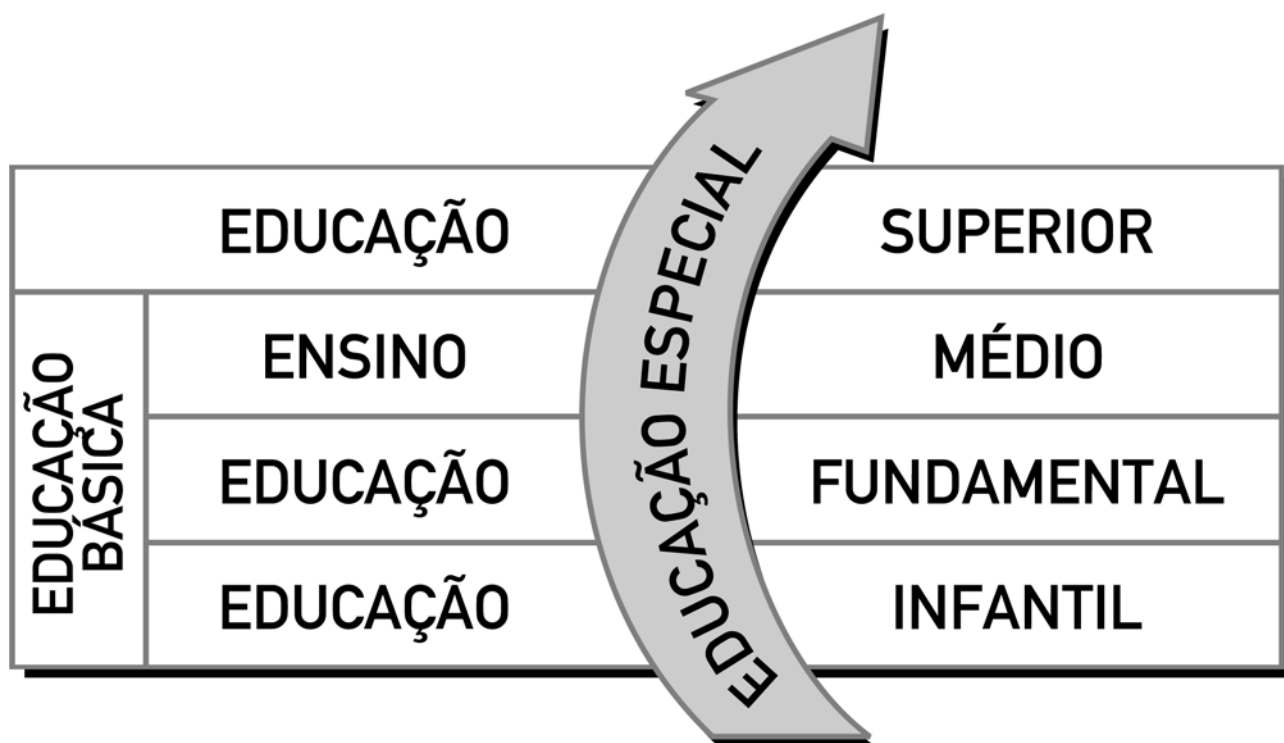 EDUCAÇÃO SUPERIOR
EDUCAÇÃO
BÁSICA
ENSINO MÉDIO
EDUCAÇÃO FUNDAMENTAL
EDUCAÇÃO INFANTIL
EDUCAÇÃO ESPECIAL